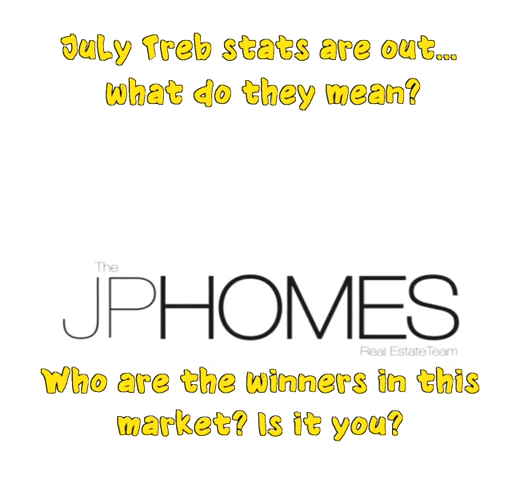 July Treb stats are out...
what do they mean?
The
JPHOMES
Real Estate Team
Who are the winners in this
market? Is it you?